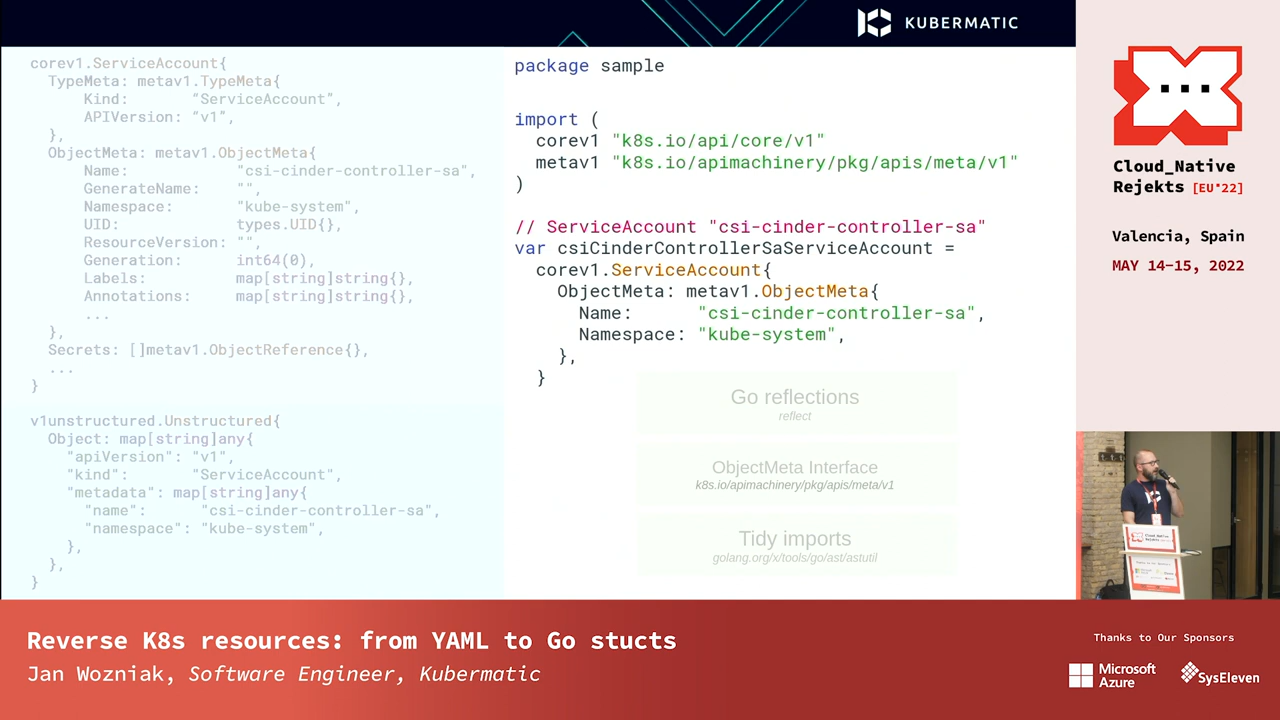 KUBERMATIC
corev1.ServiceAccount{
  TypeMeta: metav1.TypeMeta{
      Kind:       "ServiceAccount",
      APIVersion: "v1",
  },
  ObjectMeta: metav1.ObjectMeta{
      Name:            "csi-cinder-controller-sa",
      GenerateName:    "",
      Namespace:       "kube-system",
      UID:             types.UID{},
      ResourceVersion: "",
      Generation:      int64(0),
      Labels:          map[string]string{},
      Annotations:     map[string]string{},
      ...
  },
  Secrets: []metav1.ObjectReference{},
  ...
}
v1unstructured.Unstructured{
  Object: map[string]any{
    "apiVersion": "v1",
    "kind":       "ServiceAccount",
    "metadata": map[string]any{
      "name":      "csi-cinder-controller-sa",
      "namespace": "kube-system",
    },
  },
}
package sample
import (
  corev1 "k8s.io/api/core/v1"
  metav1 "k8s.io/apimachinery/pkg/apis/meta/v1"
)
// ServiceAccount "csi-cinder-controller-sa"
var csiCinderControllerSaServiceAccount =
  corev1.ServiceAccount{
    ObjectMeta: metav1.ObjectMeta{
      Name:      "csi-cinder-controller-sa",
      Namespace: "kube-system",
    },
  }
Go reflections
reflect
ObjectMeta Interface
k8s.io/apimachinery/pkg/apis/meta/v1
Tidy imports
golang.org/x/tools/go/ast/astutil
Cloud_Native
Rejekts [EU*22]
Valencia, Spain
MAY 14-15, 2022
Reverse K8s resources: from YAML to Go stucts
Jan Wozniak, Software Engineer, Kubermatic
Thanks to Our Sponsors
Microsoft
Azure
SysEleven